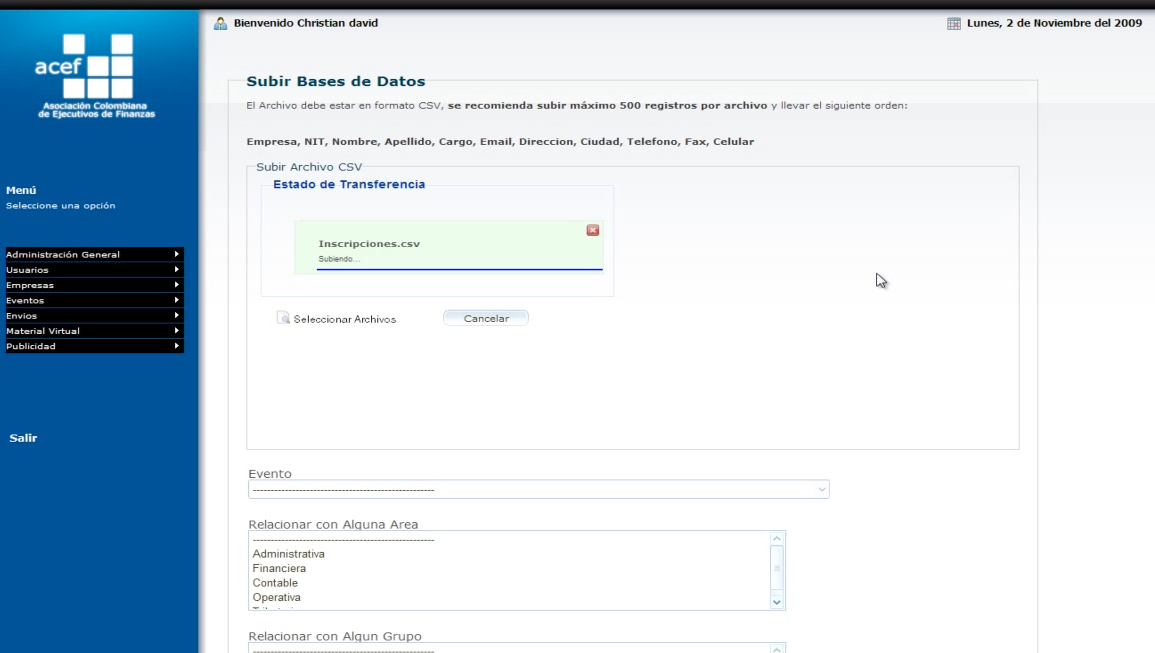 Bienvenido Christian david
Lunes, 2 de Noviembre del 2009
acef
Asociación Colombiana
de Ejecutivos de Finanzas
Menú
Seleccione una opción
Administración General
Usuarios
Empresas
Eventos
Envios
Material Virtual
Publicidad
Salir
Subir Bases de Datos
El Archivo debe estar en formato CSV, se recomienda subir máximo 500 registros por archivo y llevar el siguiente orden:
Empresa, NIT, Nombre, Apellido, Cargo, Email, Direccion, Ciudad, Telefono, Fax, Celular
Subir Archivo CSV
Estado de Transferencia
Inscripciones.csv
Subiendo...
Seleccionar Archivos
Cancelar
Evento
---------------------------------------------------
Relacionar con Alguna Area
---------------------------------------------------
Administrativa
Financiera
Contable
Operativa
Relacionar con Algun Grupo
---------------------------------------------------